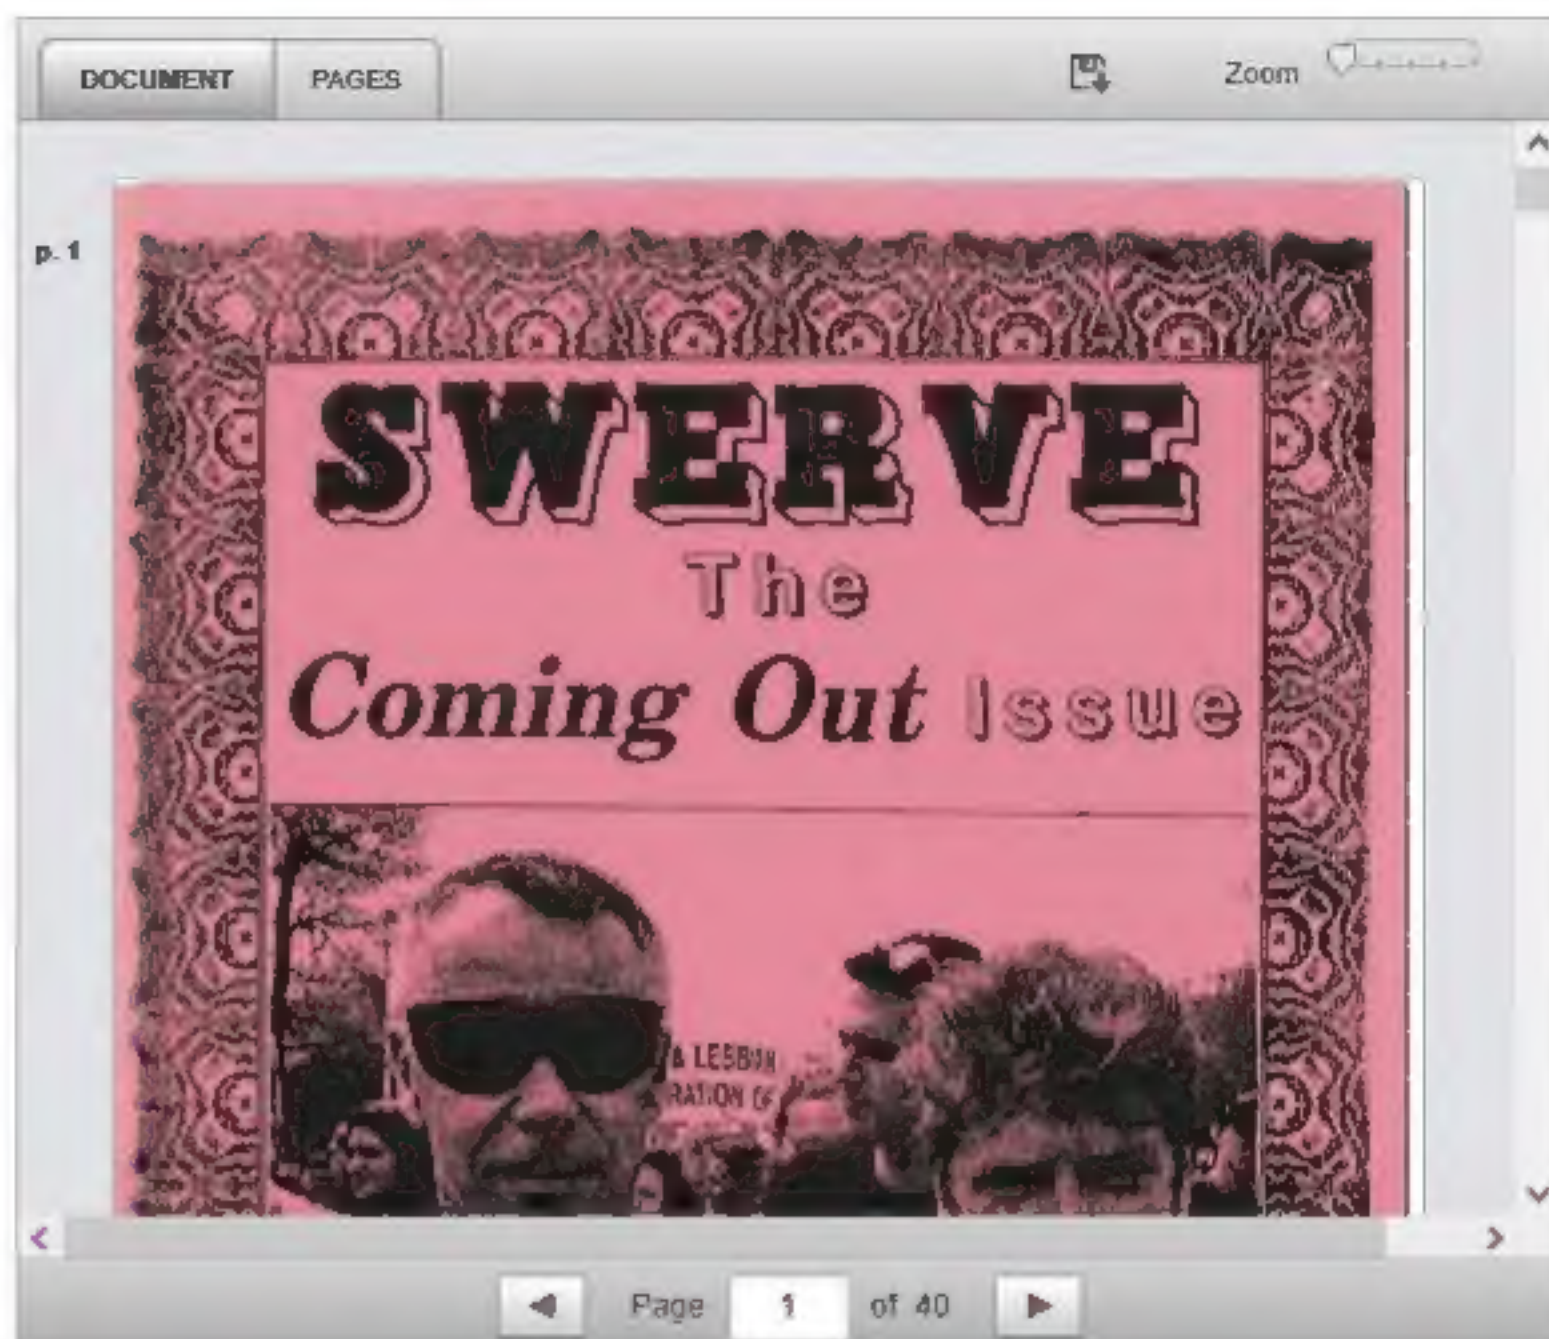 DOCUMENT PAGES Zoom
p. 1
SWERVE
The
Coming Out Issue
& LESBIAN
RATION OF
Page 1 of 40